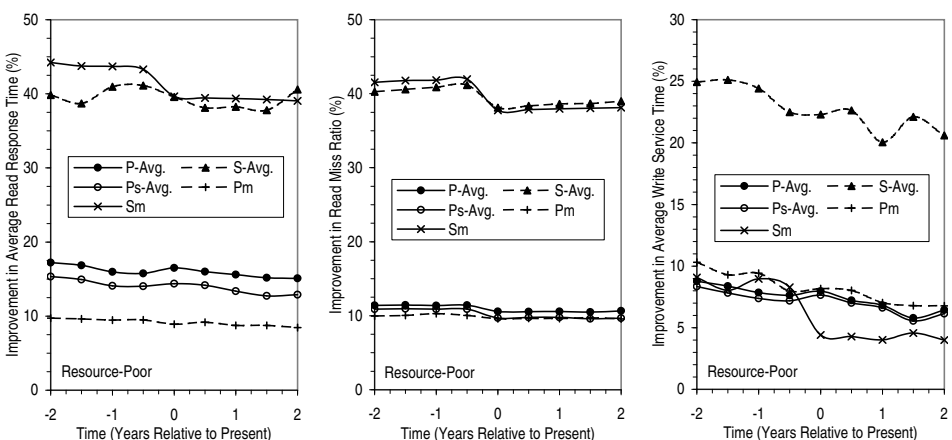 Improvement in Average Read Response Time (%)
50
40
30
20
10
0
P-Avg. S-Avg.
Ps-Avg. Pm
Sm
Resource-Poor
-2 -1 0 1 2
Time (Years Relative to Present)
Improvement in Read Miss Ratio (%)
50
40
30
20
10
0
P-Avg. S-Avg.
Ps-Avg. Pm
Sm
Resource-Poor
-2 -1 0 1 2
Time (Years Relative to Present)
Improvement in Average Write Service Time (%)
30
25
20
15
10
5
0
P-Avg. S-Avg.
Ps-Avg. Pm
Sm
Resource-Poor
-2 -1 0 1 2
Time (Years Relative to Present)